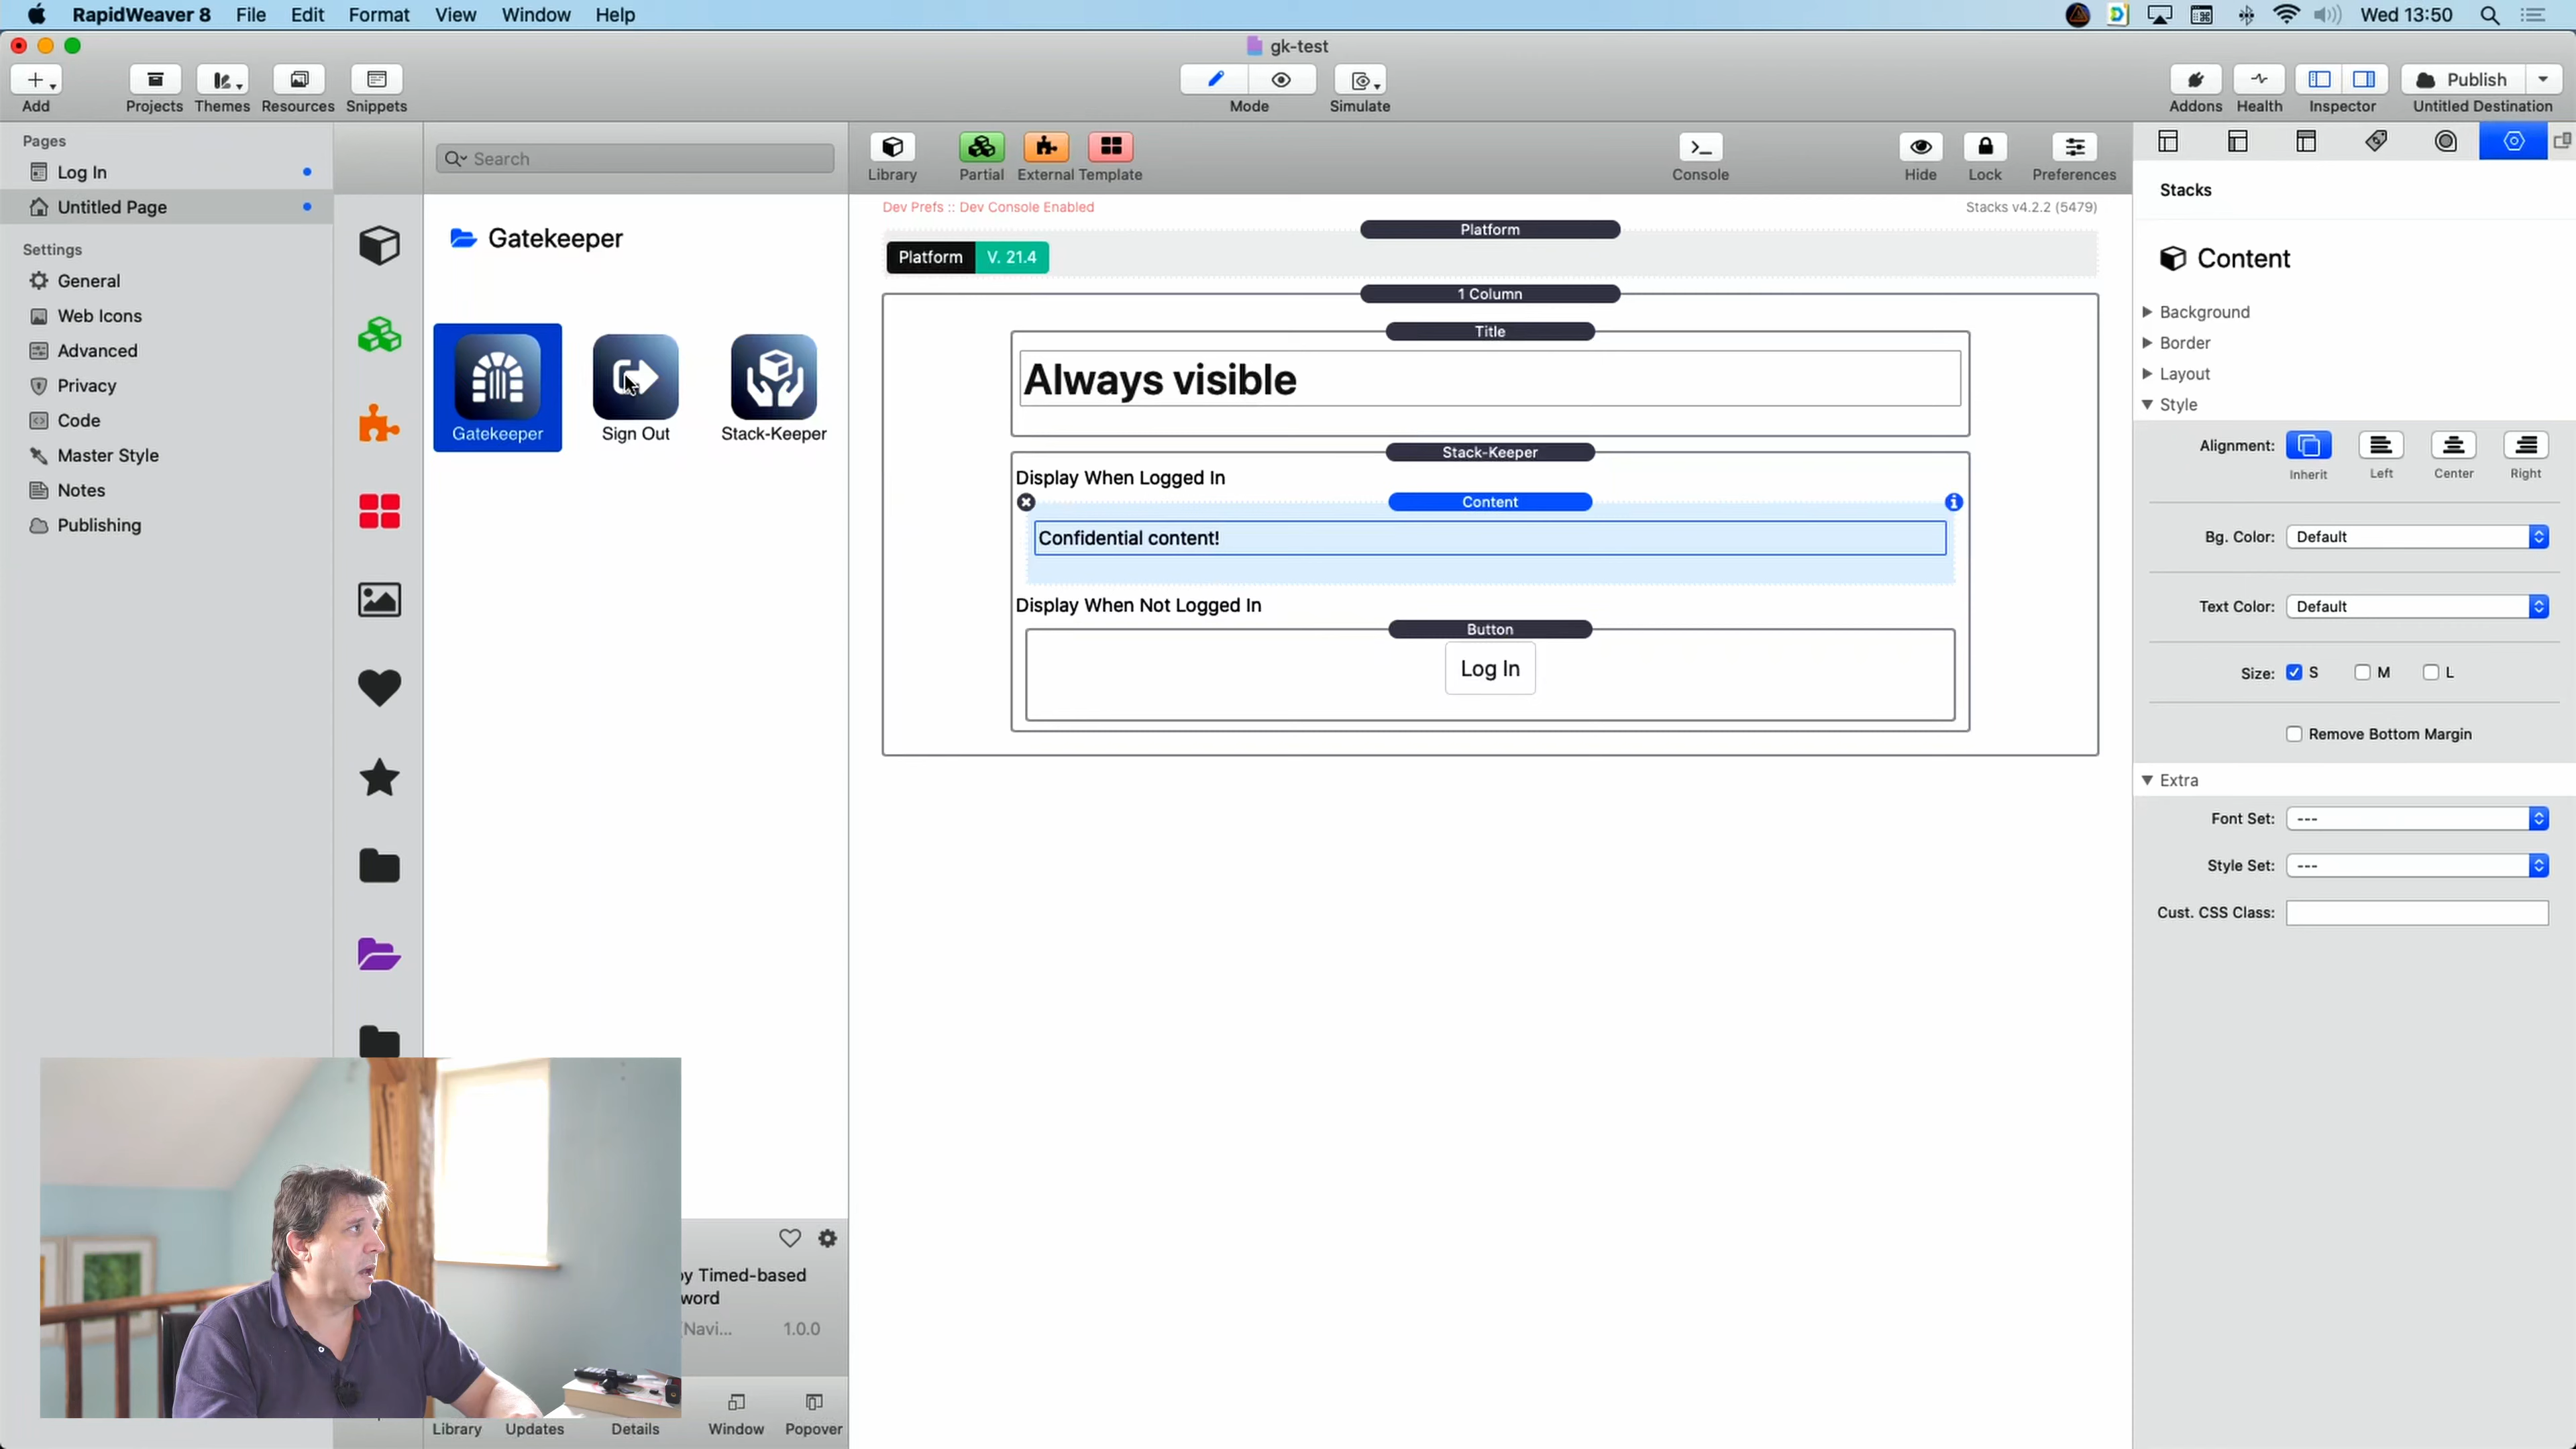 RapidWeaver 8 File Edit Format View Window Help
Wed 13:50
gk-test
Add Projects Themes Resources Snippets
Mode Simulate
Publish
Addons Health Inspector Untitled Destination
Pages
Log In
Untitled Page
Settings
General
Web Icons
Advanced
Privacy
Code
Master Style
Notes
Publishing
Search
Gatekeeper
Gatekeeper
Sign Out
Stack-Keeper
by Timed-based
word
(Navi... 1.0.0
Library Updates Details Window Popover
Library Partial External Template Console Hide Lock Preferences
Dev Prefs :: Dev Console Enabled
Stacks v4.2.2 (5479)
Platform
Platform V. 21.4
1 Column
Title
Always visible
Stack-Keeper
Display When Logged In
Content
Confidential content!
Display When Not Logged In
Button
Log In
Stacks
Content
Background
Border
Layout
Style
Alignment:
Inherit Left Center Right
Bg. Color: Default
Text Color: Default
Size: S M L
Remove Bottom Margin
Extra
Font Set: ---
Style Set: ---
Cust. CSS Class: